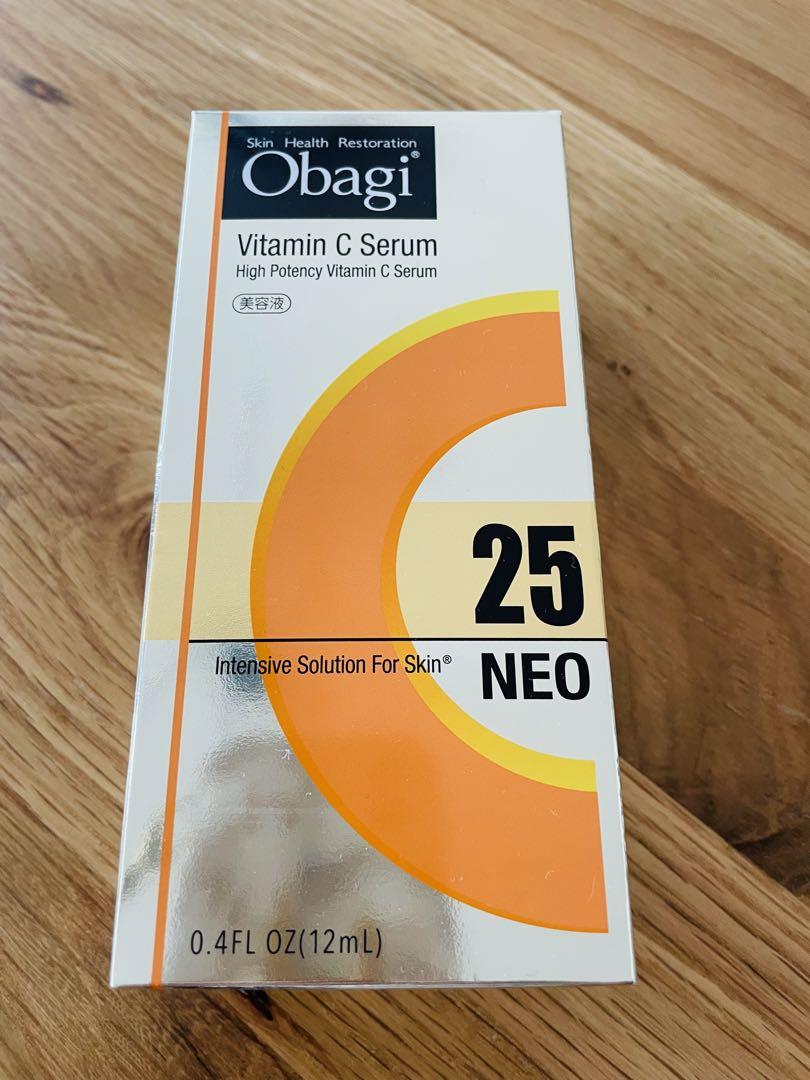 Skin Health Restoration
Obagi®
Vitamin C Serum
High Potency Vitamin C Serum
美容液
25
Intensive Solution For Skin®
NEO
0.4FL OZ(12mL)